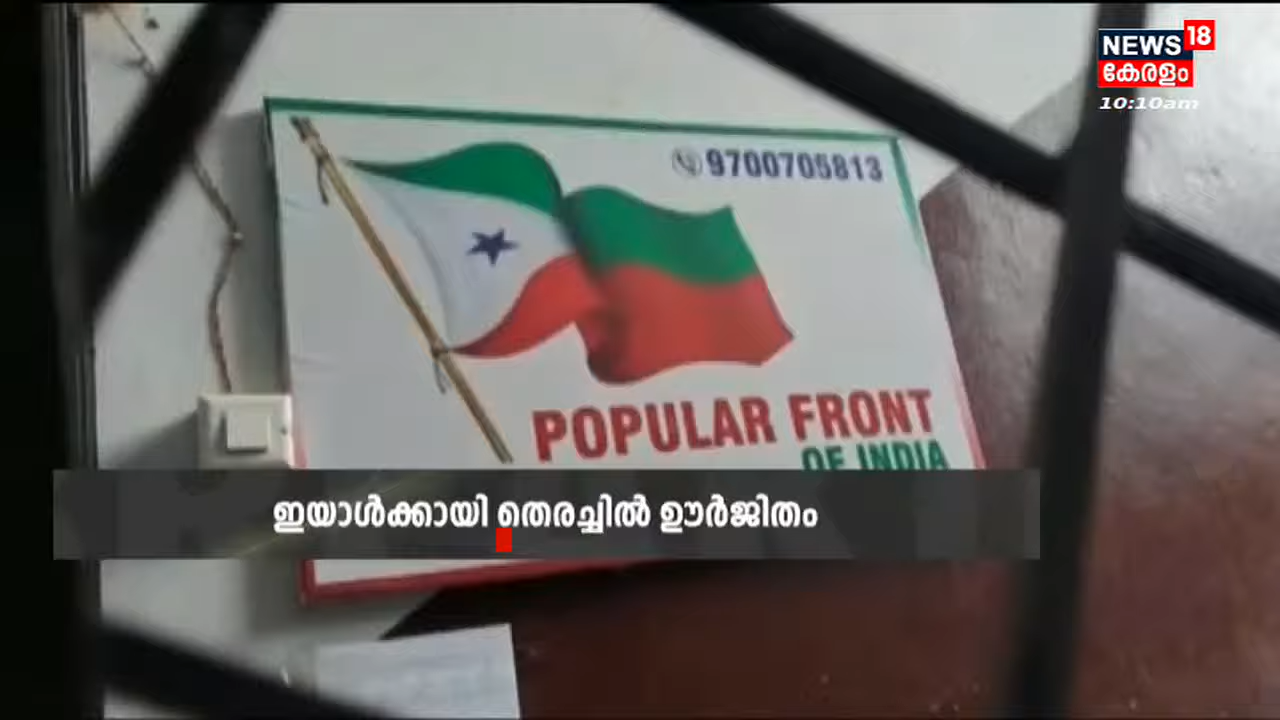 NEWS 18
കേരളം
10:10am
9700705813
POPULAR FRONT
OF INDIA
ഇയാൾക്കായി തെരച്ചിൽ ഊർജിതം